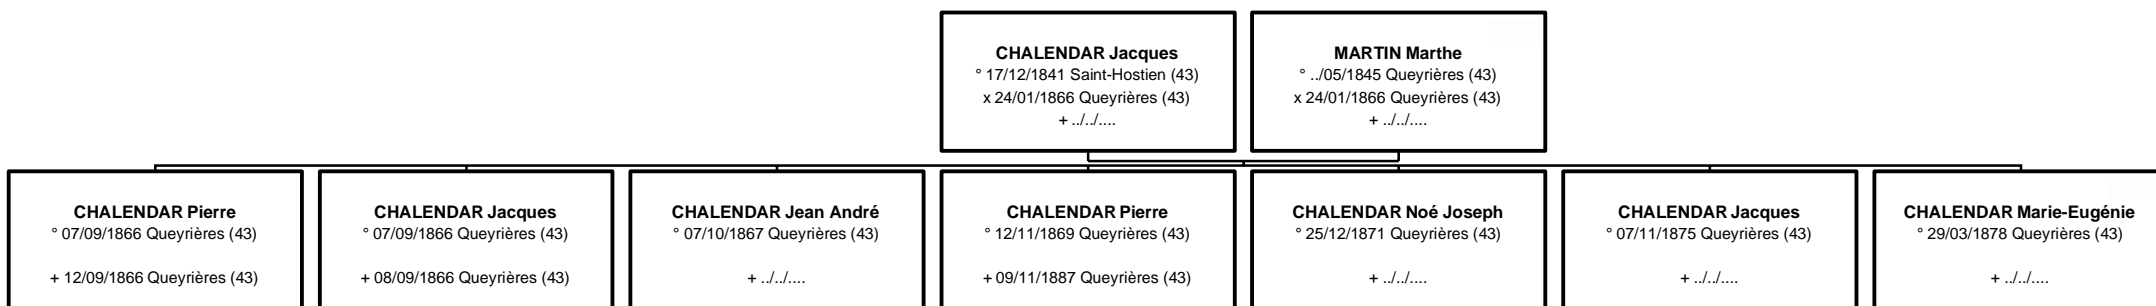 CHALENDAR Jacques
° 17/12/1841 Saint-Hostien (43)
x 24/01/1866 Queyrières (43)
+ ../../....
MARTIN Marthe
° ../05/1845 Queyrières (43)
x 24/01/1866 Queyrières (43)
+ ../../....
CHALENDAR Pierre
° 07/09/1866 Queyrières (43)
+ 12/09/1866 Queyrières (43)
CHALENDAR Jacques
° 07/09/1866 Queyrières (43)
+ 08/09/1866 Queyrières (43)
CHALENDAR Jean André
° 07/10/1867 Queyrières (43)
+ ../../....
CHALENDAR Pierre
° 12/11/1869 Queyrières (43)
+ 09/11/1887 Queyrières (43)
CHALENDAR Noé Joseph
° 25/12/1871 Queyrières (43)
+ ../../....
CHALENDAR Jacques
° 07/11/1875 Queyrières (43)
+ ../../....
CHALENDAR Marie-Eugénie
° 29/03/1878 Queyrières (43)
+ ../../....